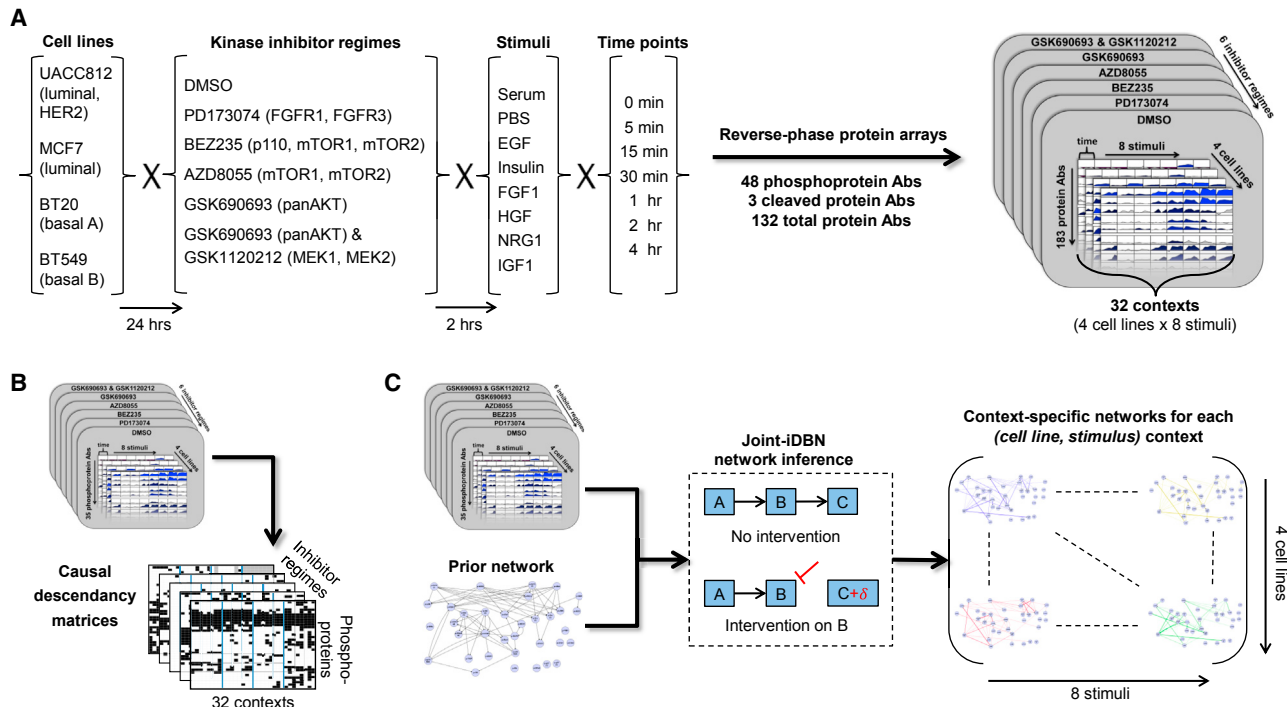 A
Cell lines
UACC812
(luminal,
HER2)
MCF7
(luminal)
BT20
(basal A)
BT549
(basal B)
X
24 hrs
Kinase inhibitor regimes
DMSO
PD173074 (FGFR1, FGFR3)
BEZ235 (p110, mTOR1, mTOR2)
AZD8055 (mTOR1, mTOR2)
GSK690693 (panAKT)
GSK690693 (panAKT) &
GSK1120212 (MEK1, MEK2)
X
2 hrs
Stimuli
Serum
PBS
EGF
Insulin
FGF1
HGF
NRG1
IGF1
X
Time points
0 min
5 min
15 min
30 min
1 hr
2 hr
4 hr
Reverse-phase protein arrays
48 phosphoprotein Abs
3 cleaved protein Abs
132 total protein Abs
GSK690693 & GSK1120212
GSK690693
AZD8055
BEZ235
PD173074
DMSO
6 inhibitor regimes
time
8 stimuli
4 cell lines
183 protein Abs
32 contexts
(4 cell lines x 8 stimuli)
B
GSK690693 & GSK1120212
GSK690693
AZD8055
BEZ235
PD173074
DMSO
6 inhibitor regimes
time
8 stimuli
4 cell lines
35 phosphoprotein Abs
Causal
descendancy
matrices
Inhibitor
regimes
Phospho-
proteins
32 contexts
C
GSK690693 & GSK1120212
GSK690693
AZD8055
BEZ235
PD173074
DMSO
6 inhibitor regimes
time
8 stimuli
4 cell lines
35 phosphoprotein Abs
Prior network
Joint-iDBN
network inference
A B C
No intervention
A B C+δ
Intervention on B
Context-specific networks for each
(cell line, stimulus) context
4 cell lines
8 stimuli